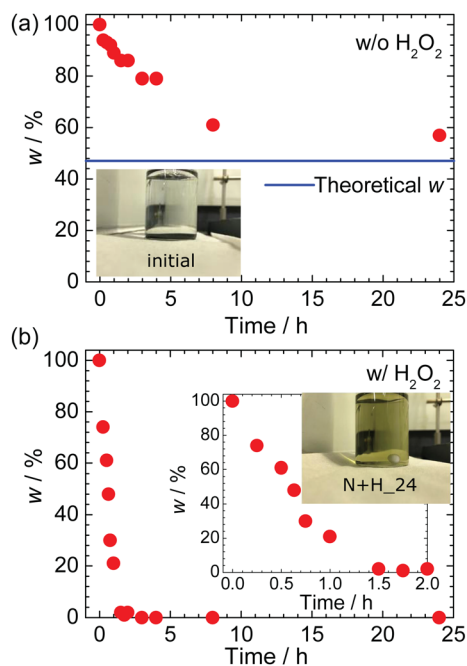 (a)
100
80
60
40
20
0
w / %
w/o H₂O₂
Theoretical w
initial
0 5 10 15 20 25
Time / h
(b)
100
80
60
40
20
0
w / %
w/ H₂O₂
100
80
60
40
20
0
w / %
N+H_24
0.0 0.5 1.0 1.5 2.0
Time / h
0 5 10 15 20 25
Time / h